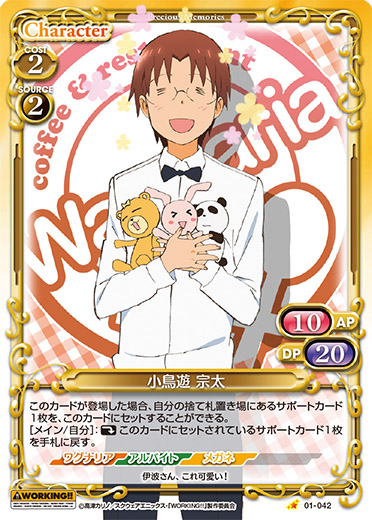 Precious Memories
Character
COST
2
SOURCE
2
coffee & rest
nt
Wa
aria
10 AP
DP 20
小鳥遊 宗太
このカードが登場した場合、自分の捨て札置き場にあるサポートカード
1枚を、このカードにセットすることができる。
[メイン/自分]: このカードにセットされているサポートカード1枚
を手札に戻す。
ワグナリア アルバイト メガネ
伊波さん、これ可愛い!
WORKING!!
©高津カリノ/スクウェアエニックス・「WORKING!!」製作委員会
01-042